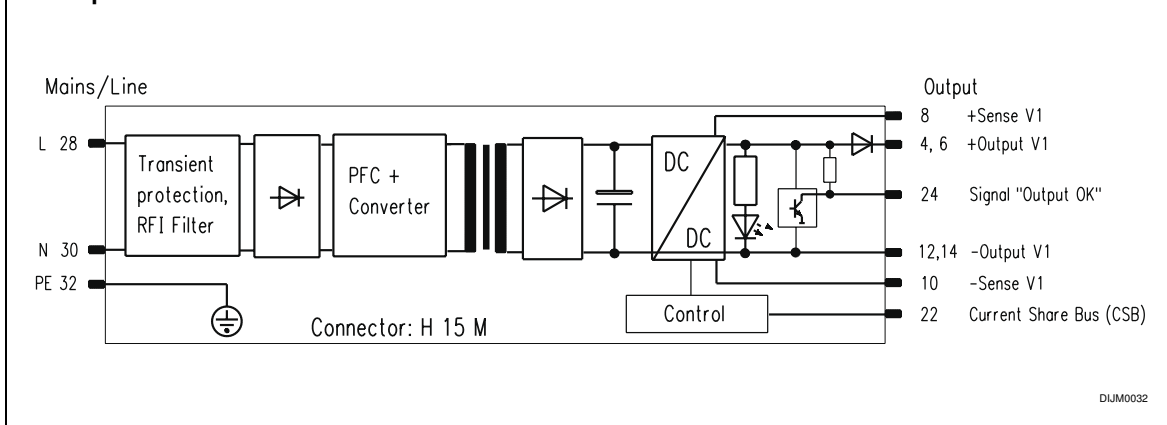 Mains/Line
Output
8 +Sense V1
L 28
4, 6 +Output V1
Transient
protection,
RFI Filter
PFC +
Converter
DC
DC
24 Signal "Output OK"
N 30
12,14 -Output V1
PE 32
10 -Sense V1
Control
22 Current Share Bus (CSB)
Connector: H 15 M
DIJM0032